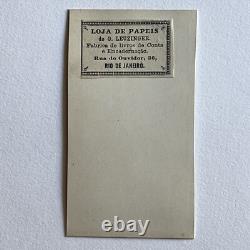 LOJA DE PAPEIS
de G. LEUZINGER.
Fabrica de livros de Conta
e Encadernação.
Rua do Ouvidor, 36,
RIO DE JANEIRO.